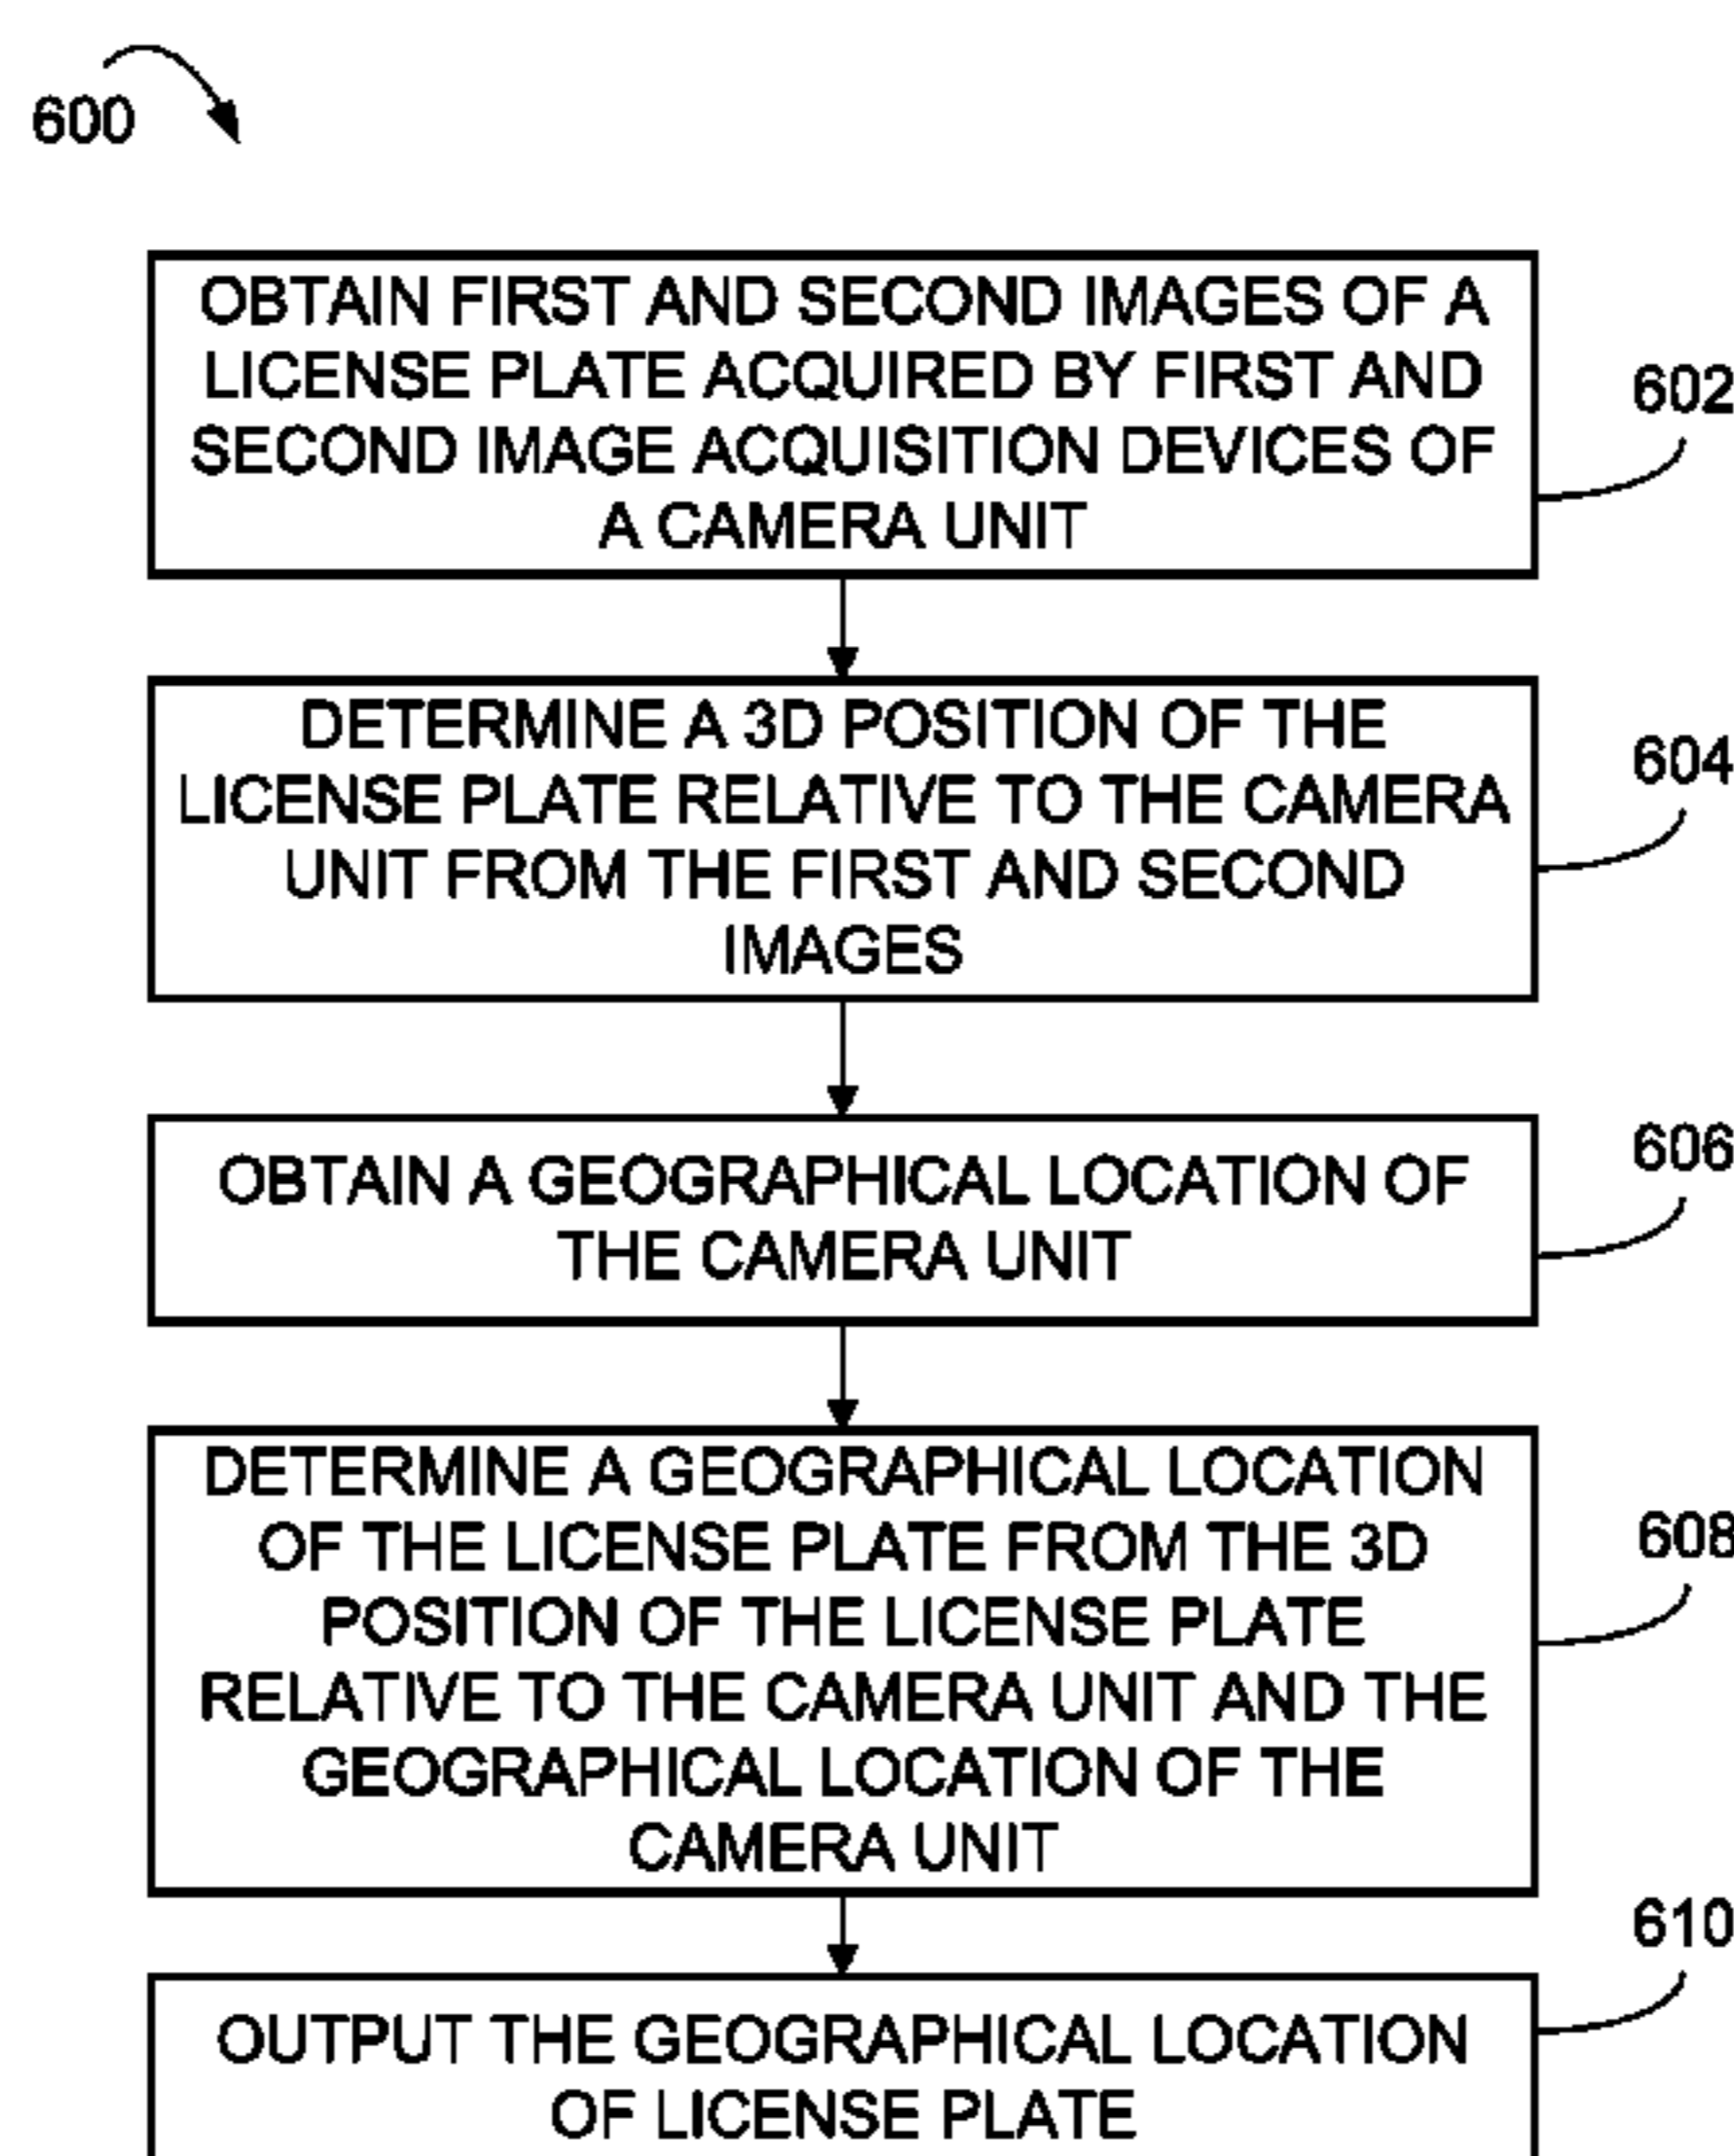 600
OBTAIN FIRST AND SECOND IMAGES OF A
LICENSE PLATE ACQUIRED BY FIRST AND
SECOND IMAGE ACQUISITION DEVICES OF
A CAMERA UNIT
602
DETERMINE A 3D POSITION OF THE
LICENSE PLATE RELATIVE TO THE CAMERA
UNIT FROM THE FIRST AND SECOND
IMAGES
604
OBTAIN A GEOGRAPHICAL LOCATION OF
THE CAMERA UNIT
606
DETERMINE A GEOGRAPHICAL LOCATION
OF THE LICENSE PLATE FROM THE 3D
POSITION OF THE LICENSE PLATE
RELATIVE TO THE CAMERA UNIT AND THE
GEOGRAPHICAL LOCATION OF THE
CAMERA UNIT
608
OUTPUT THE GEOGRAPHICAL LOCATION
OF LICENSE PLATE
610